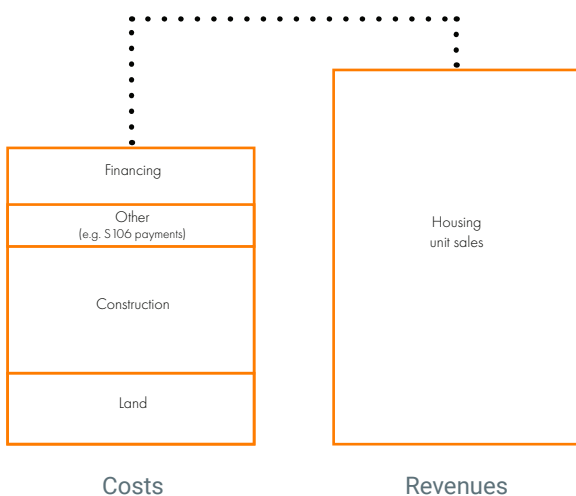 Financing
Other
(e.g. S106 payments)
Construction
Land
Housing
unit sales
Costs
Revenues